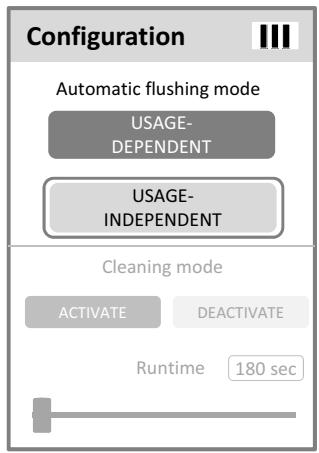 Configuration
Automatic flushing mode
USAGE-
DEPENDENT
USAGE-
INDEPENDENT
Cleaning mode
ACTIVATE DEACTIVATE
Runtime 180 sec